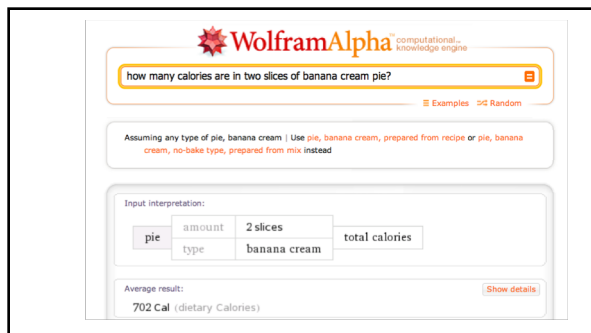 WolframAlpha™ computational...
knowledge engine
how many calories are in two slices of banana cream pie?
Examples Random
Assuming any type of pie, banana cream | Use pie, banana cream, prepared from recipe or pie, banana
cream, no-bake type, prepared from mix instead
Input interpretation:
pie amount 2 slices total calories
type banana cream
Average result: Show details
702 Cal (dietary Calories)